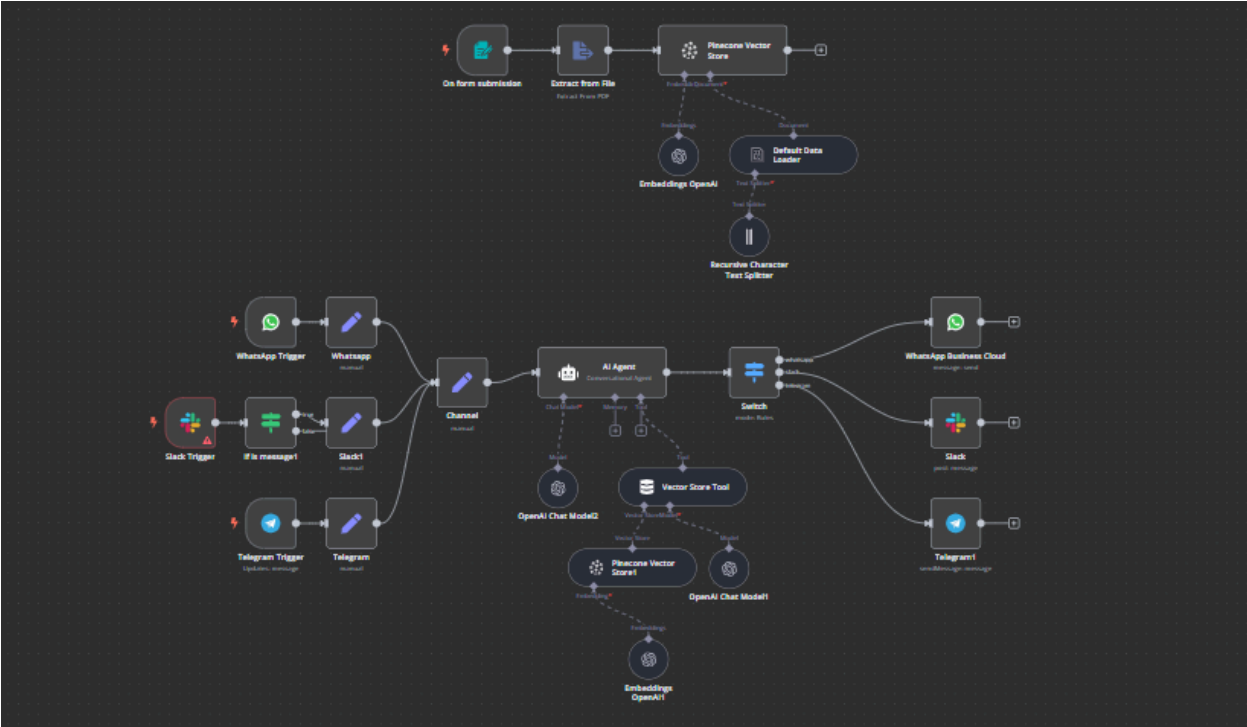 On form submission
Extract from File
Extract From PDF
Pinecone Vector
Store
Embeddings
Document
Embeddings OpenAI
Default Data
Loader
Text Splitter*
Text Splitter
Recursive Character
Text Splitter
WhatsApp Trigger
Whatsapp
manual
Slack Trigger
If is message1
true
false
Slack1
manual
Telegram Trigger
Updates: message
Telegram
manual
Channel
manual
AI Agent
Conversational Agent
Chat Model*
Memory
Tool
Model
OpenAI Chat Model2
Tool
Vector Store Tool
Vector Store
Model
Pinecone Vector
Store1
OpenAI Chat Model1
Embedding*
Embeddings
Embeddings
OpenAI1
Switch
mode: Rules
whatsapp
slack
telegram
WhatsApp Business Cloud
message: send
Slack
post: message
Telegram1
sendMessage: message